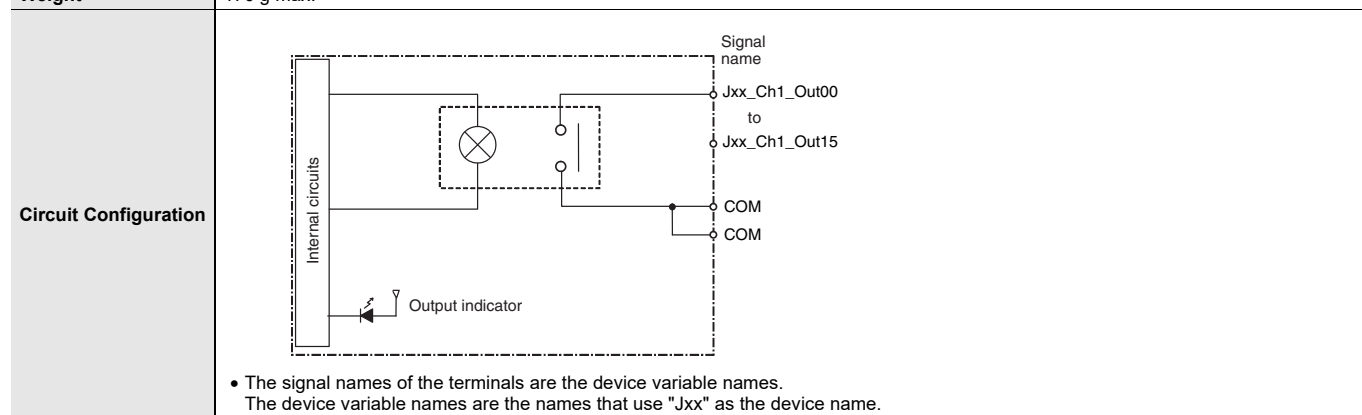 Signal
name
Jxx_Ch1_Out00
to
Jxx_Ch1_Out15
Internal circuits
Circuit Configuration
COM
COM
Output indicator
• The signal names of the terminals are the device variable names.
The device variable names are the names that use "Jxx" as the device name.